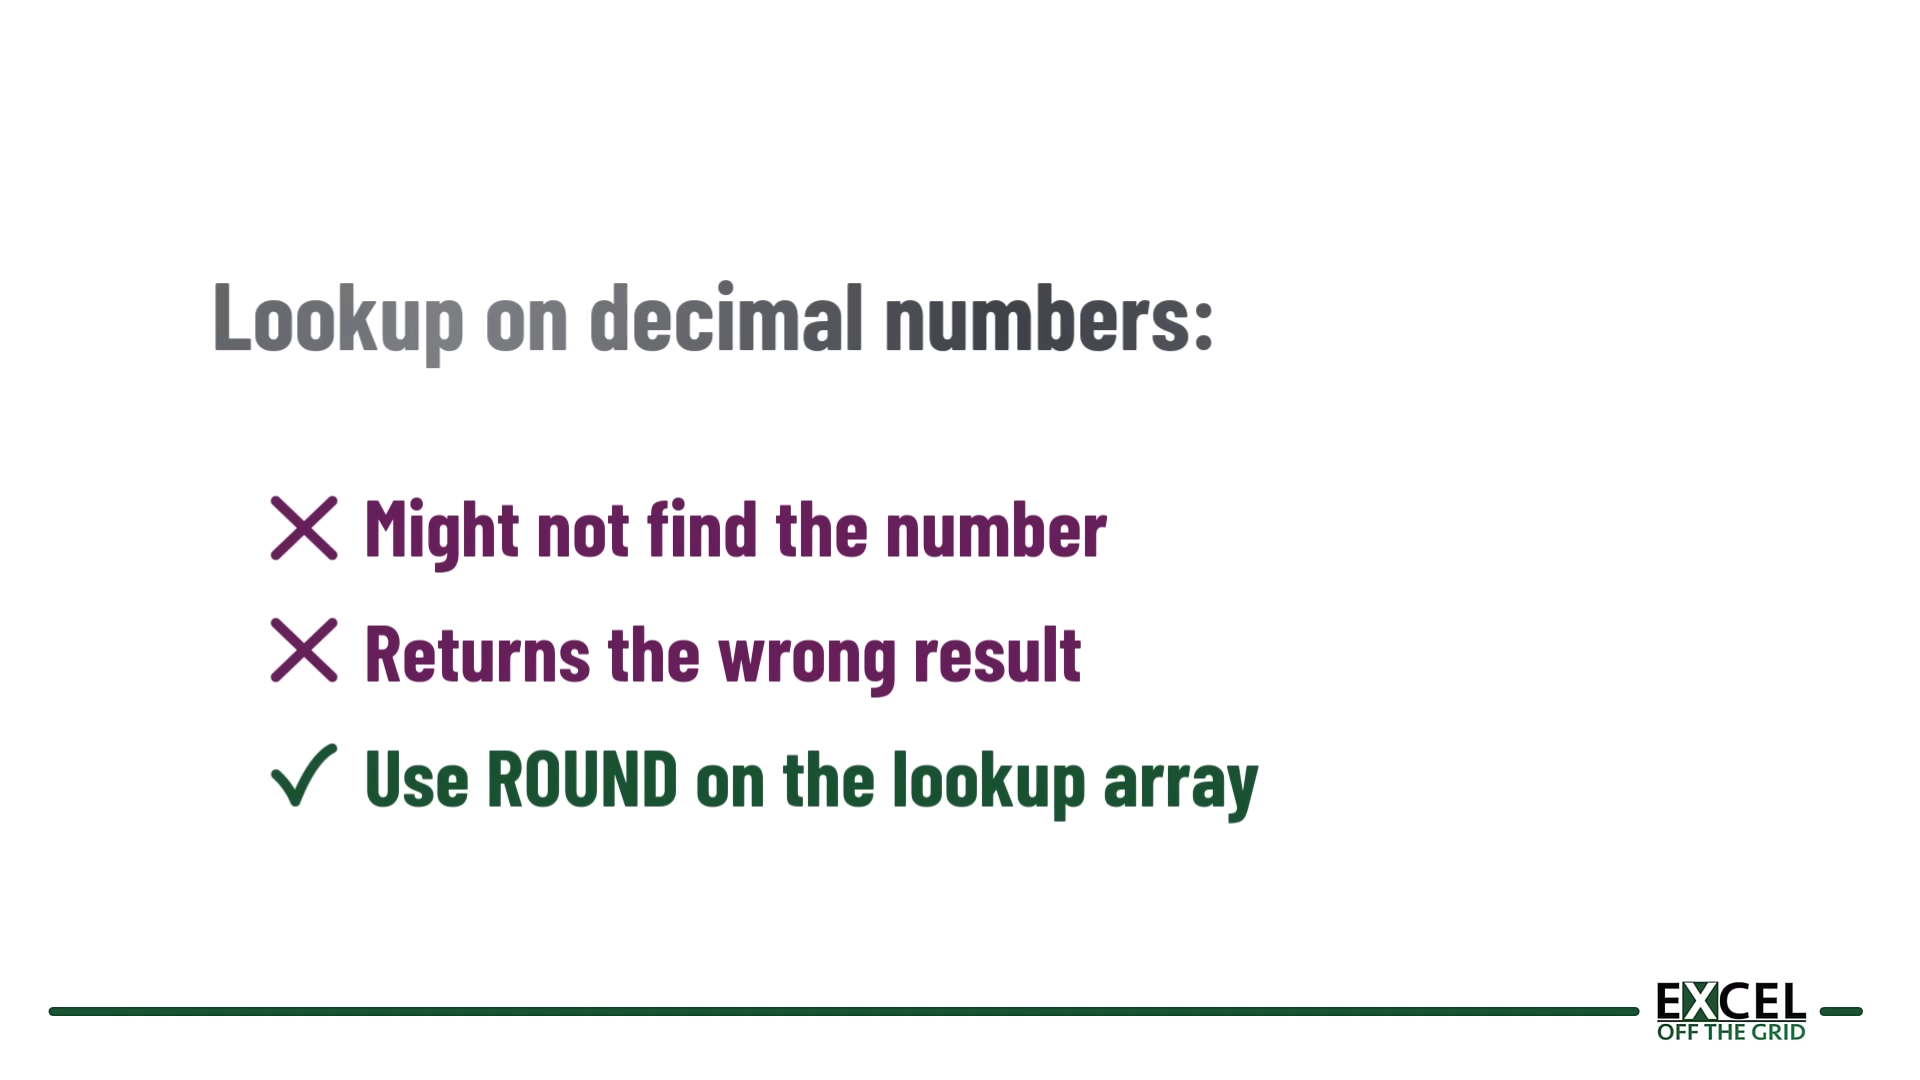 Lookup on decimal numbers:
Might not find the number
Returns the wrong result
Use ROUND on the lookup array
EXCEL
OFF THE GRID